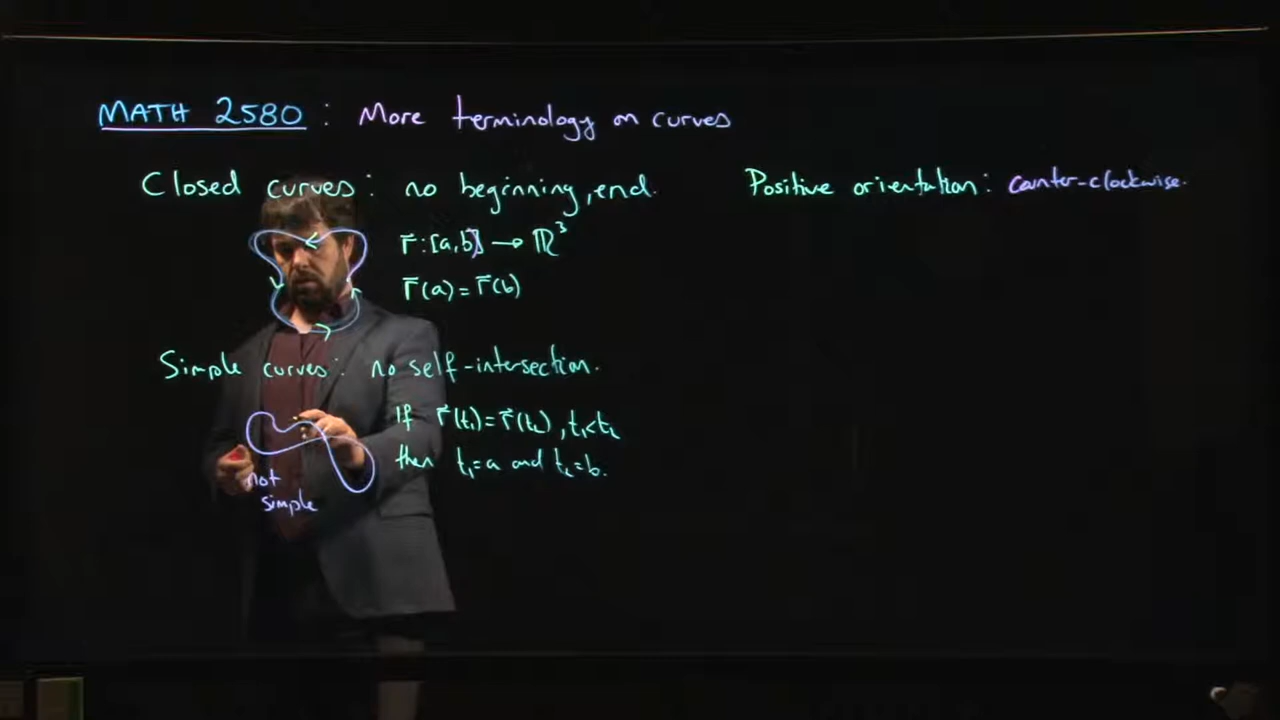 MATH 2580 : More terminology on curves
Closed curves : no beginning, end.
r⃗ : [a,b] → ℝ³
r⃗(a) = r⃗(b)
Simple curves : no self-intersection.
If r⃗(t₁) = r⃗(t₂), t₁<t₂
then t₁=a and t₂=b.
not
simple
Positive orientation : counter-clockwise.